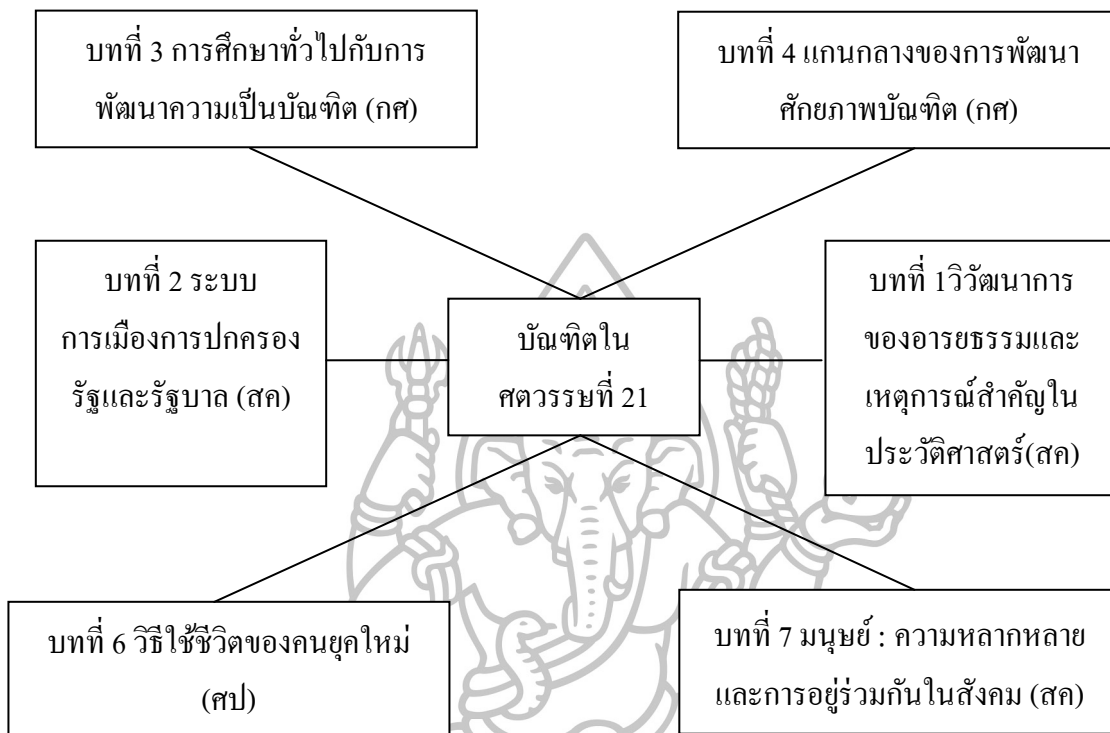 บทที่ 3 การศึกษาทั่วไปกับการ
พัฒนาความเป็นบัณฑิต (กศ)
บทที่ 4 แกนกลางของการพัฒนา
ศักยภาพบัณฑิต (กศ)
บทที่ 2 ระบบ
การเมืองการปกครอง
รัฐและรัฐบาล (สค)
บัณฑิตใน
ศตวรรษที่ 21
บทที่ 1วิวัฒนาการ
ของอารยธรรมและ
เหตุการณ์สำคัญใน
ประวัติศาสตร์(สค)
บทที่ 6 วิธีใช้ชีวิตของคนยุคใหม่
(ศป)
บทที่ 7 มนุษย์ : ความหลากหลาย
และการอยู่ร่วมกันในสังคม (สค)